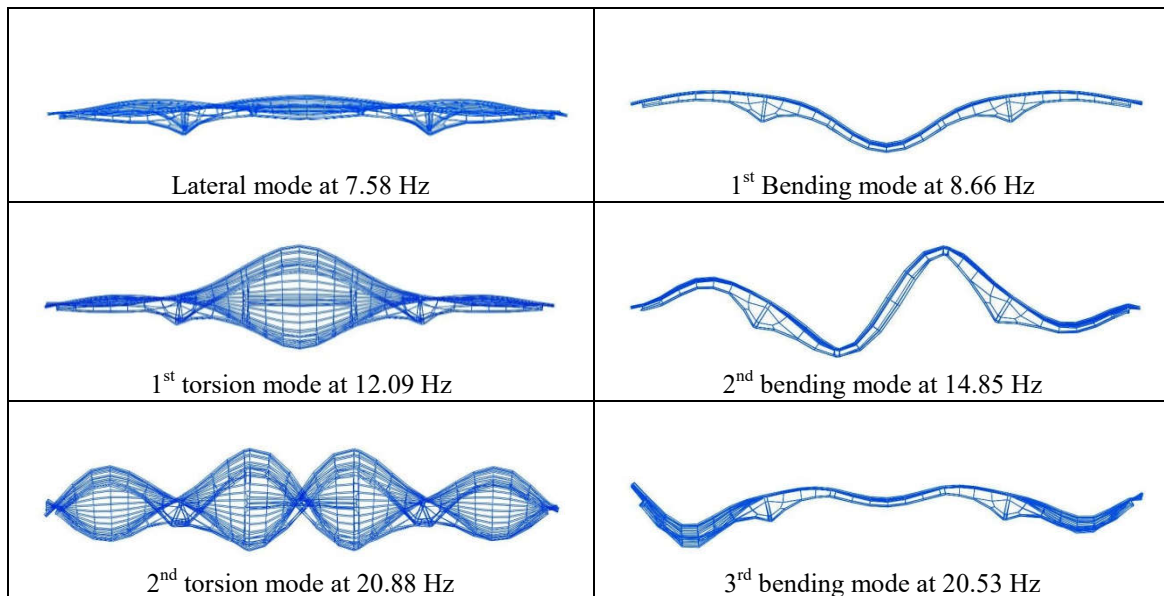 Lateral mode at 7.58 Hz
1st Bending mode at 8.66 Hz
1st torsion mode at 12.09 Hz
2nd bending mode at 14.85 Hz
2nd torsion mode at 20.88 Hz
3rd bending mode at 20.53 Hz